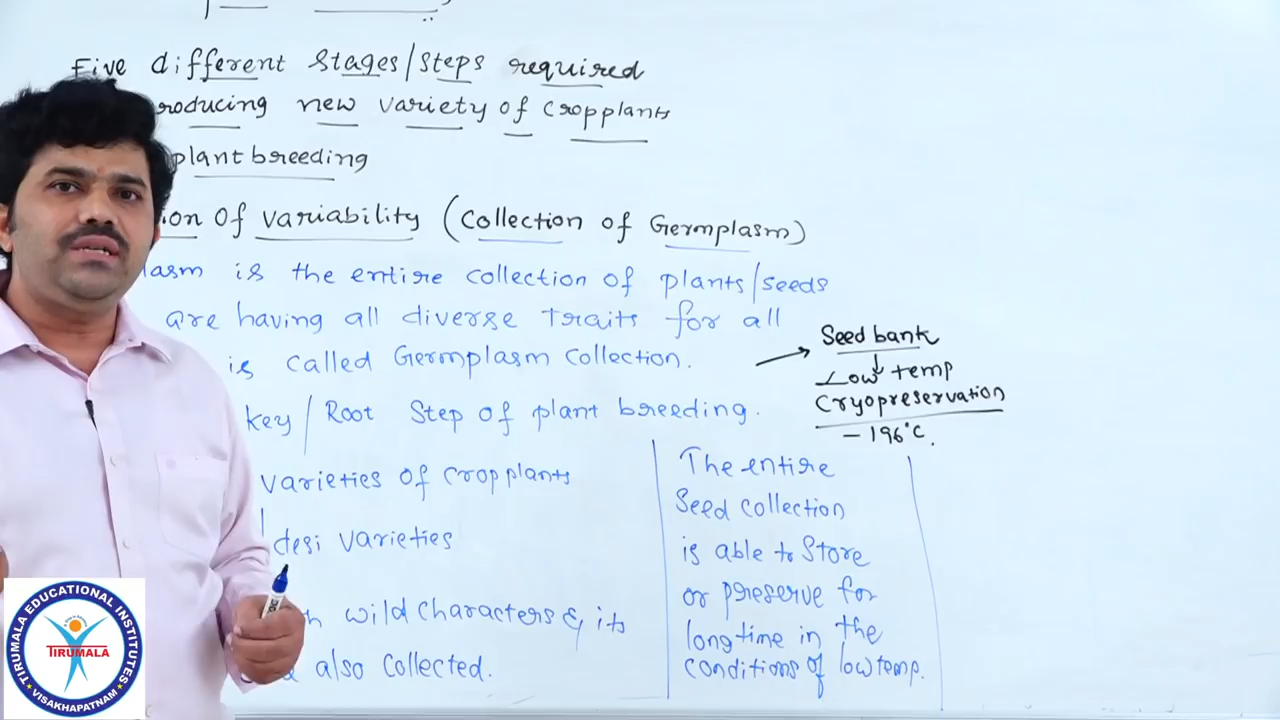 Five different stages/steps required
roducing new variety of cropplants
plant breeding
ion of variability (collection of Germplasm)
lasm is the entire collection of plants/seeds
are having all diverse traits for all
is called Germplasm collection.
key/Root Step of plant breeding.
varieties of cropplants
desi varieties
wild characters & its
also collected.
Seed bank
Low temp
Cryopreservation
- 196°C.
The entire
Seed collection
is able to store
or preserve for
longtime in the
conditions of low temp.
TIRUMALA EDUCATIONAL INSTITUTES
TIRUMALA
VISAKHAPATNAM